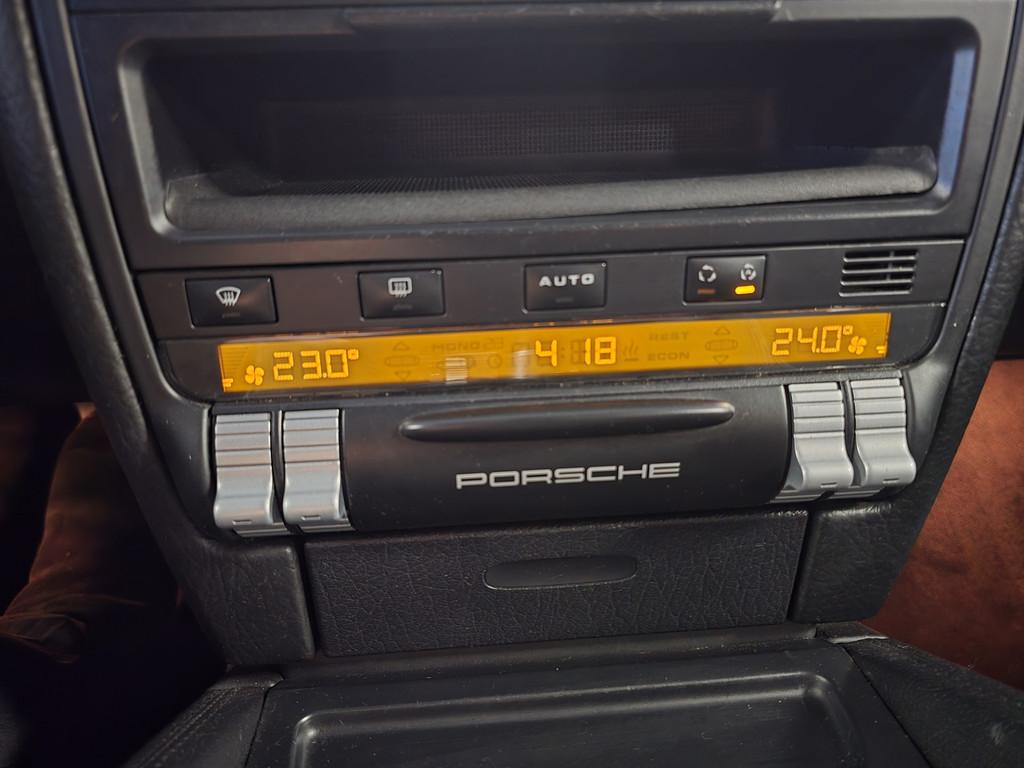 AUTO
23.0°
MONO
4 18
REST
ECON
24.0°
PORSCHE